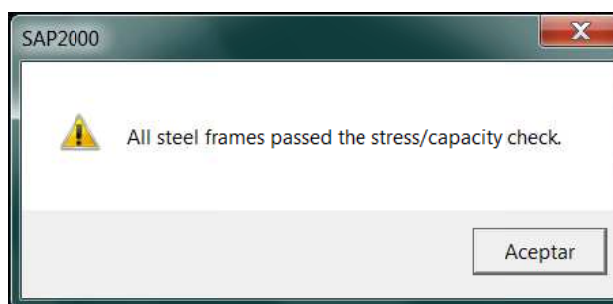 SAP2000
All steel frames passed the stress/capacity check.
Aceptar